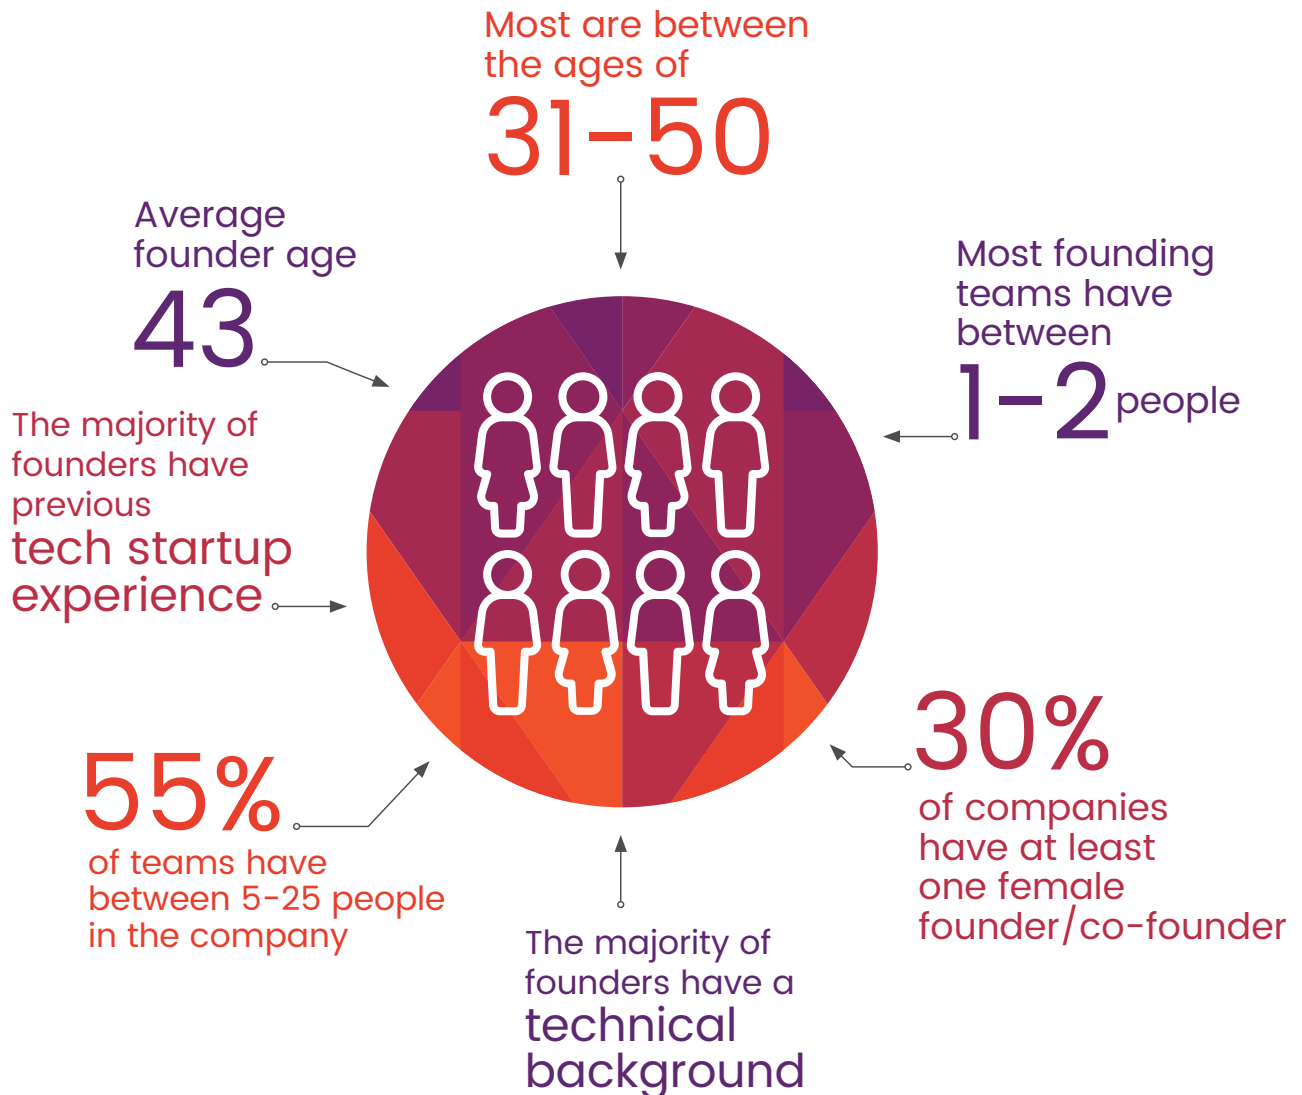 Most are between
the ages of
31-50
Average
founder age
43
Most founding
teams have
between
1-2 people
The majority of
founders have
previous
tech startup
experience
55%
of teams have
between 5-25 people
in the company
30%
of companies
have at least
one female
founder/co-founder
The majority of
founders have a
technical
background